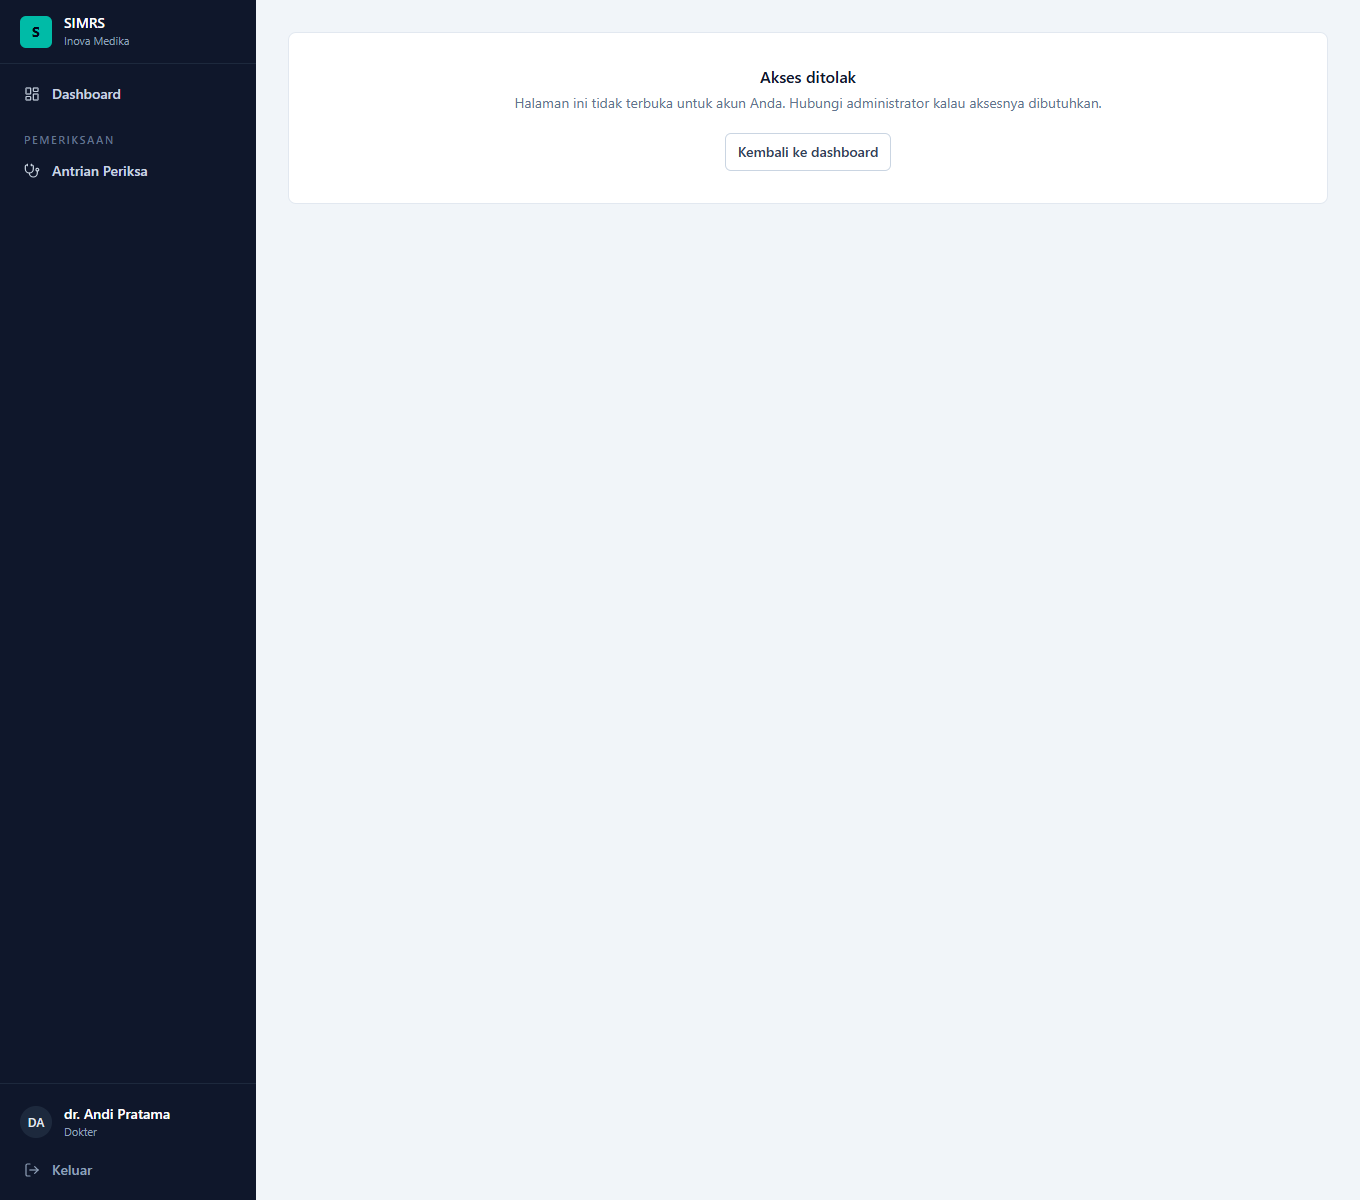 S
SIMRS
Inova Medika
Dashboard
PEMERIKSAAN
Antrian Periksa
Akses ditolak
Halaman ini tidak terbuka untuk akun Anda. Hubungi administrator kalau aksesnya dibutuhkan.
Kembali ke dashboard
DA
dr. Andi Pratama
Dokter
Keluar